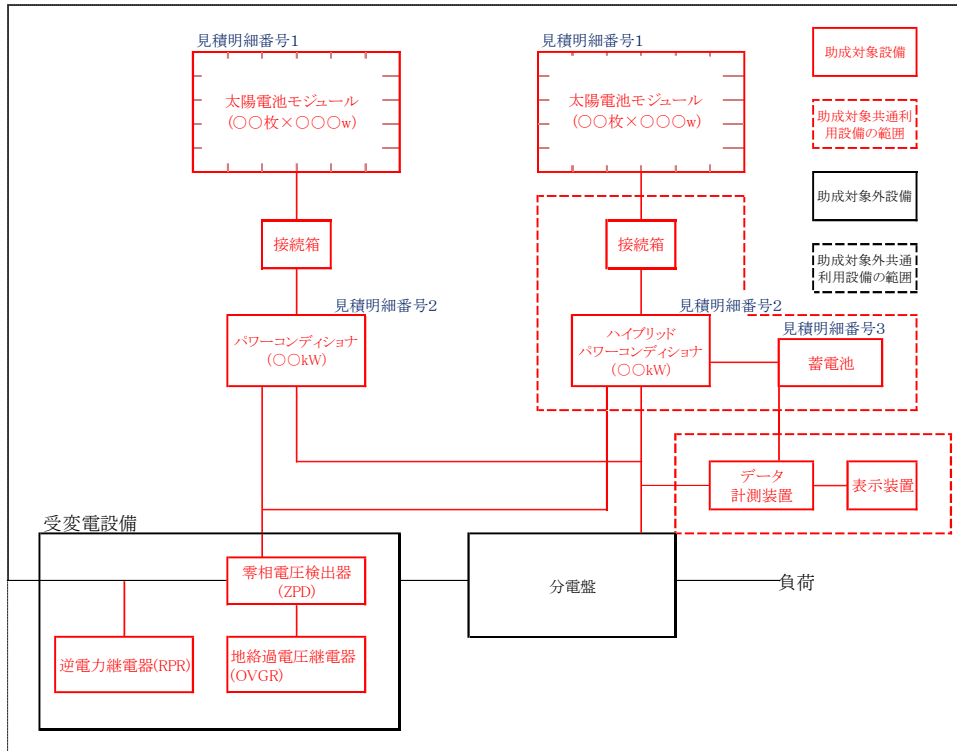 見積明細番号1
見積明細番号1
太陽電池モジュール
(○○枚×○○○w)
太陽電池モジュール
(○○枚×○○○w)
助成対象設備
助成対象共通利
用設備の範囲
助成対象外設備
助成対象外共通
利用設備の範囲
接続箱
接続箱
見積明細番号2
見積明細番号2
見積明細番号3
パワーコンディショナ
(○○kW)
ハイブリッド
パワーコンディショナ
(○○kW)
蓄電池
データ
計測装置
表示装置
受変電設備
零相電圧検出器
(ZPD)
分電盤
負荷
逆電力継電器(RPR)
地絡過電圧継電器
(OVGR)